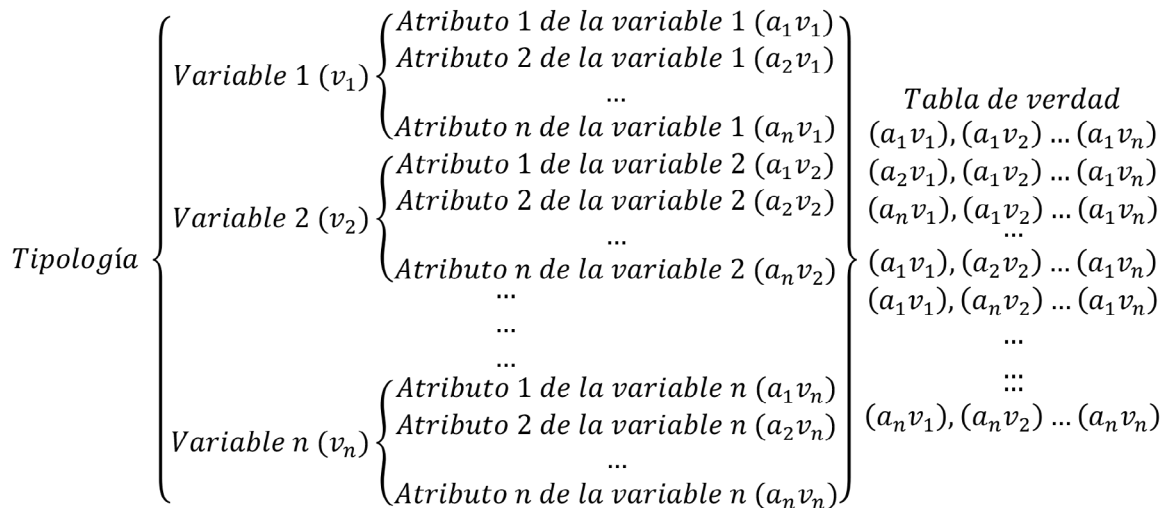 Tipología
Variable 1 (v₁)
Atributo 1 de la variable 1 (a₁v₁)
Atributo 2 de la variable 1 (a₂v₁)
...
Atributo n de la variable 1 (aₙv₁)
Variable 2 (v₂)
Atributo 1 de la variable 2 (a₁v₂)
Atributo 2 de la variable 2 (a₂v₂)
...
Atributo n de la variable 2 (aₙv₂)
...
...
...
Variable n (vₙ)
Atributo 1 de la variable n (a₁vₙ)
Atributo 2 de la variable n (a₂vₙ)
...
Atributo n de la variable n (aₙvₙ)
Tabla de verdad
(a₁v₁), (a₁v₂) ... (a₁vₙ)
(a₂v₁), (a₁v₂) ... (a₁vₙ)
(aₙv₁), (a₁v₂) ... (a₁vₙ)
...
(a₁v₁), (a₂v₂) ... (a₁vₙ)
(a₁v₁), (aₙv₂) ... (a₁vₙ)
...
...
...
(aₙv₁), (aₙv₂) ... (aₙvₙ)